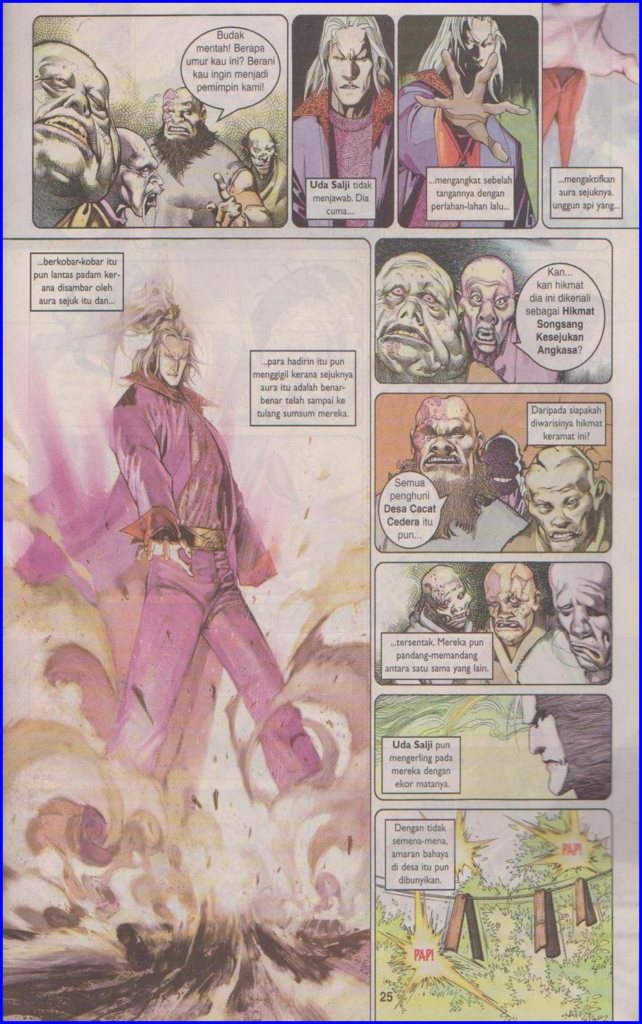 Budak
mentah! Berapa
umur kau ini? Berani
kau ingin menjadi
pemimpin kami!
Uda Salji tidak
menjawab. Dia
cuma....
...mengangkat sebelah
tangannya dengan
perlahan-lahan lalu...
...mengaktifkan
aura sejuknya.
unggun api yang...
...berkobar-kobar itu
pun lantas padam ker-
ana disambar oleh
aura sejuk itu dan...
...para hadirin itu pun
menggigil kerana sejuknya
aura itu adalah benar-
benar telah sampai ke
tulang sumsum mereka.
Kan...
kan hikmat
dia ini dikenali
sebagai Hikmat
Songsang
Kesejukan
Angkasa?
Daripada siapakah
diwarisinya hikmat
keramat ini?
Semua
penghuni
Desa Cacat
Cedera itu
pun...
...tersentak. Mereka pun
pandang-memandang
antara satu sama yang lain.
Uda Salji pun
mengerling pada
mereka dengan
ekor matanya.
Dengan tidak
semena-mena,
amaran bahaya
di desa itu pun
dibunyikan.
PAP!
PAP!
25